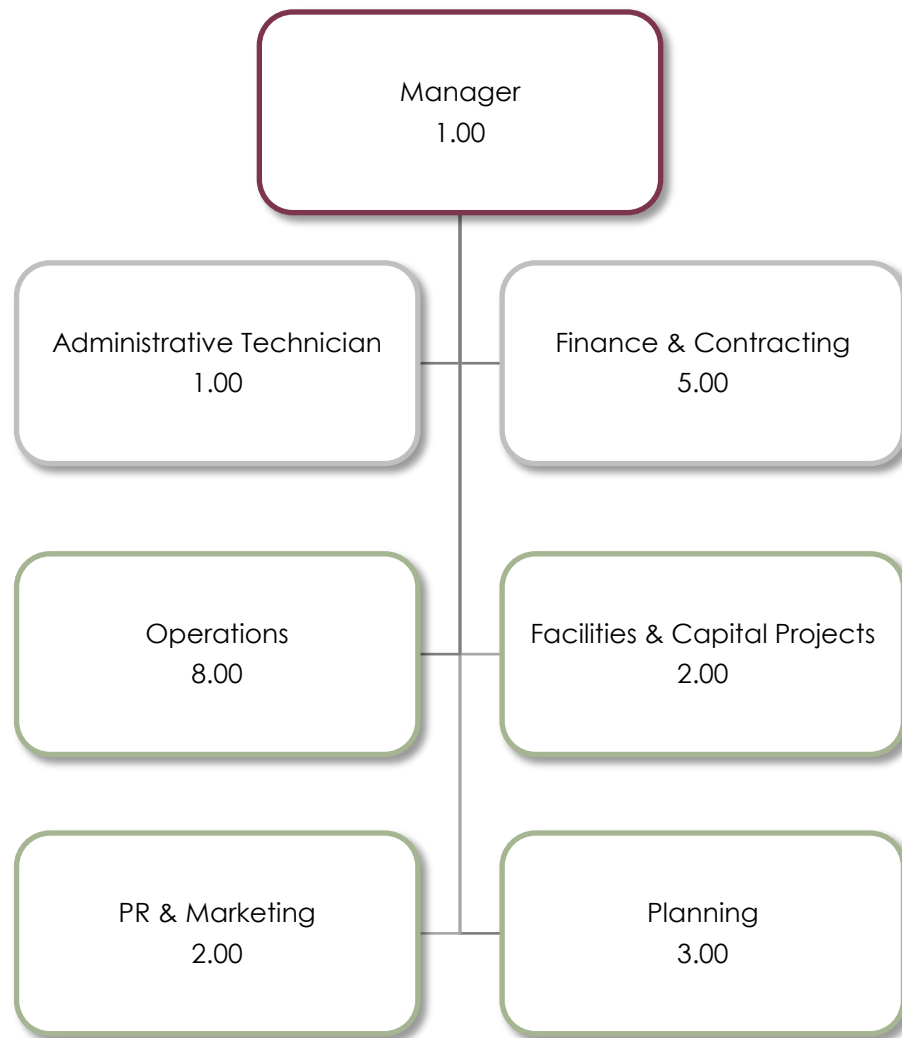 Manager
1.00
Administrative Technician
1.00
Finance & Contracting
5.00
Operations
8.00
Facilities & Capital Projects
2.00
PR & Marketing
2.00
Planning
3.00